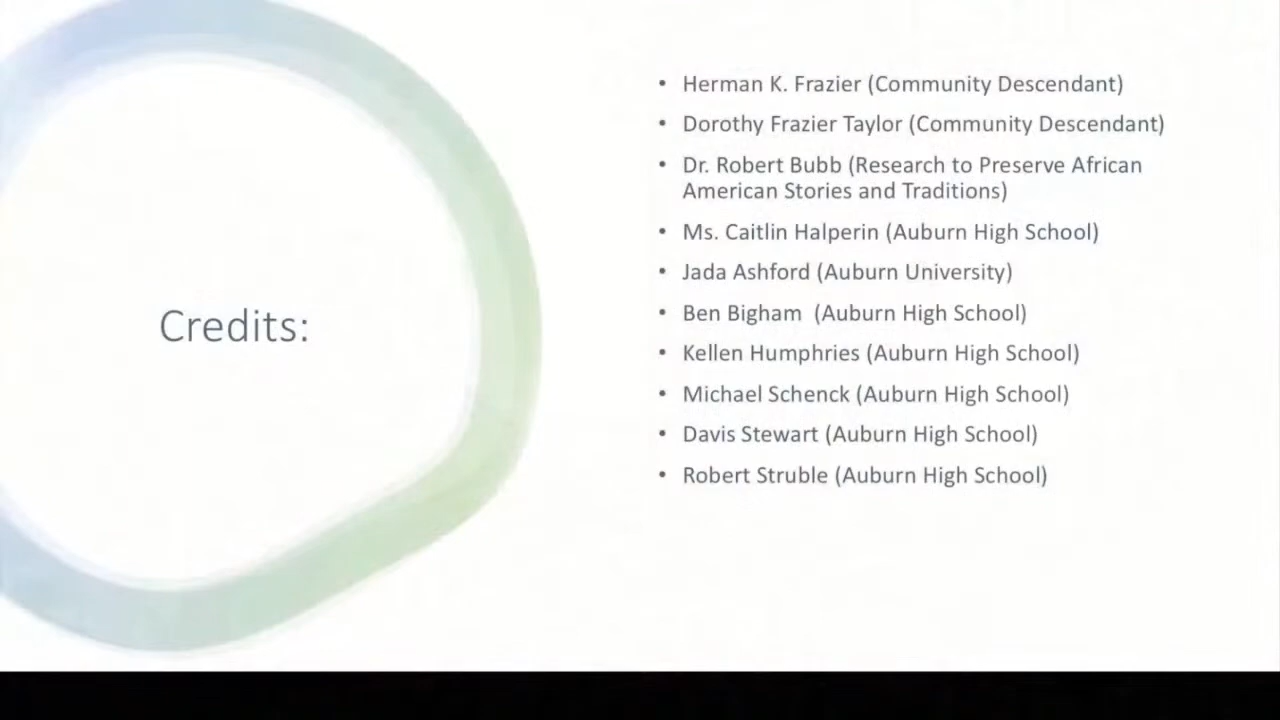 Credits:
• Herman K. Frazier (Community Descendant)
• Dorothy Frazier Taylor (Community Descendant)
• Dr. Robert Bubb (Research to Preserve African
American Stories and Traditions)
• Ms. Caitlin Halperin (Auburn High School)
• Jada Ashford (Auburn University)
• Ben Bigham  (Auburn High School)
• Kellen Humphries (Auburn High School)
• Michael Schenck (Auburn High School)
• Davis Stewart (Auburn High School)
• Robert Struble (Auburn High School)